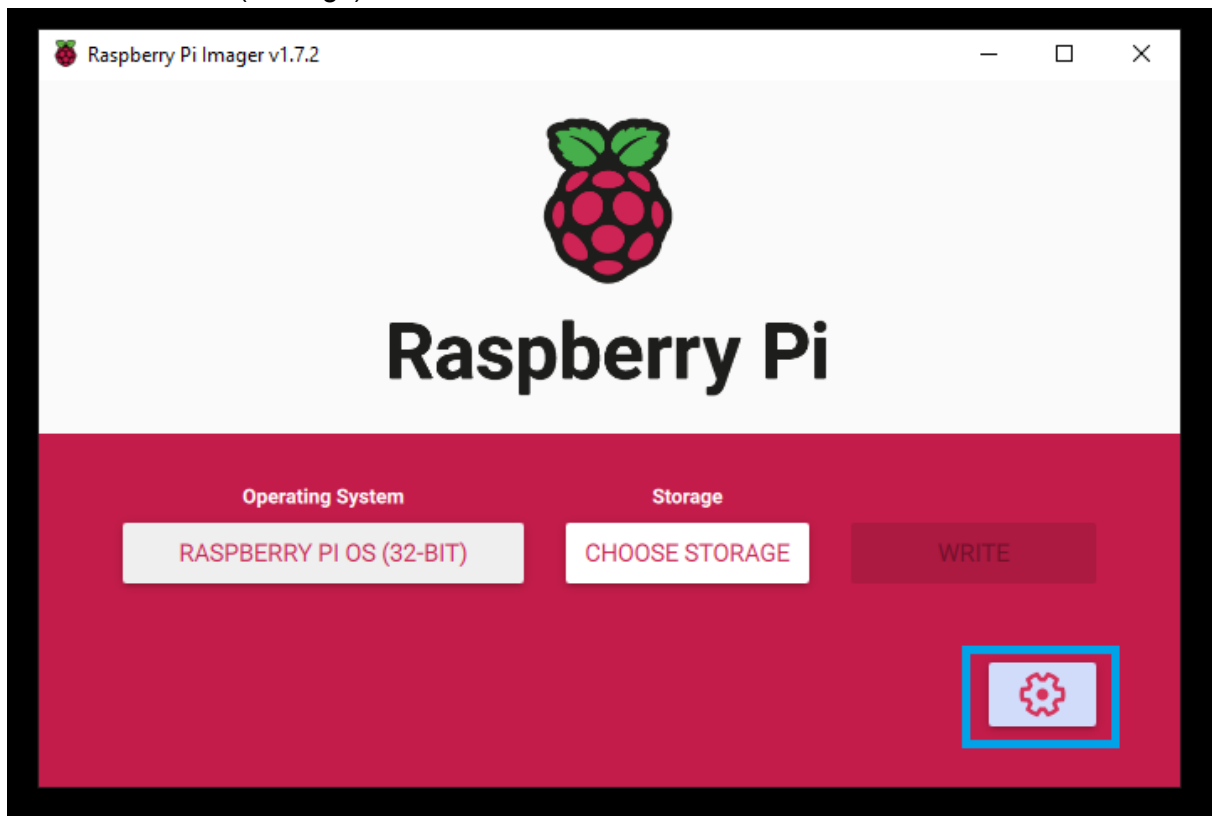 Raspberry Pi Imager v1.7.2
Raspberry Pi
Operating System
Storage
RASPBERRY PI OS (32-BIT)
CHOOSE STORAGE
WRITE